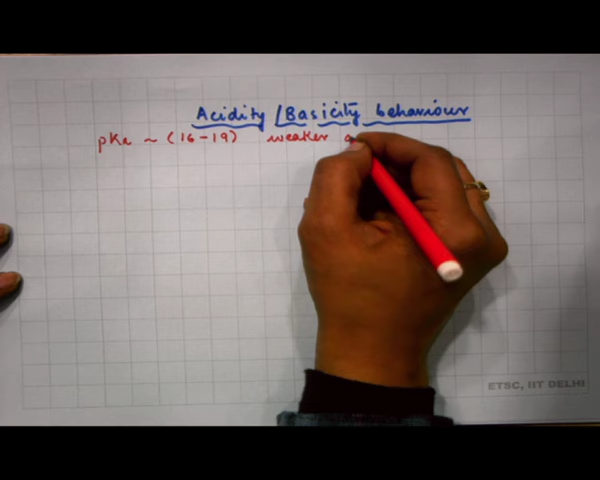 Acidity / Basicity behaviour
pKa ~ (16-19) weaker a
ETSC, IIT DELHI